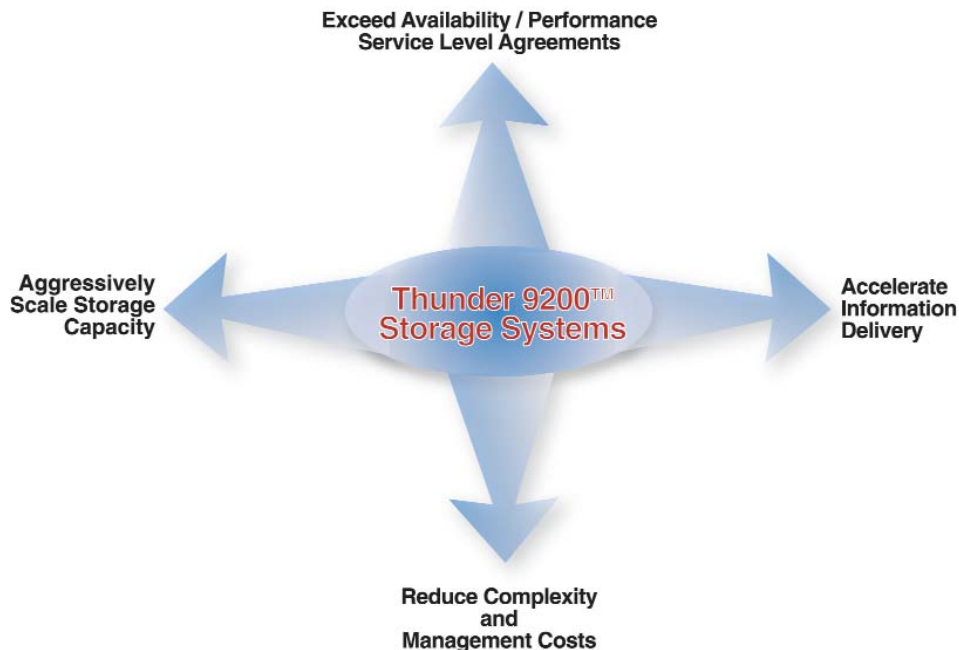 Exceed Availability / Performance
Service Level Agreements
Aggressively
Scale Storage
Capacity
Thunder 9200™
Storage Systems
Accelerate
Information
Delivery
Reduce Complexity
and
Management Costs